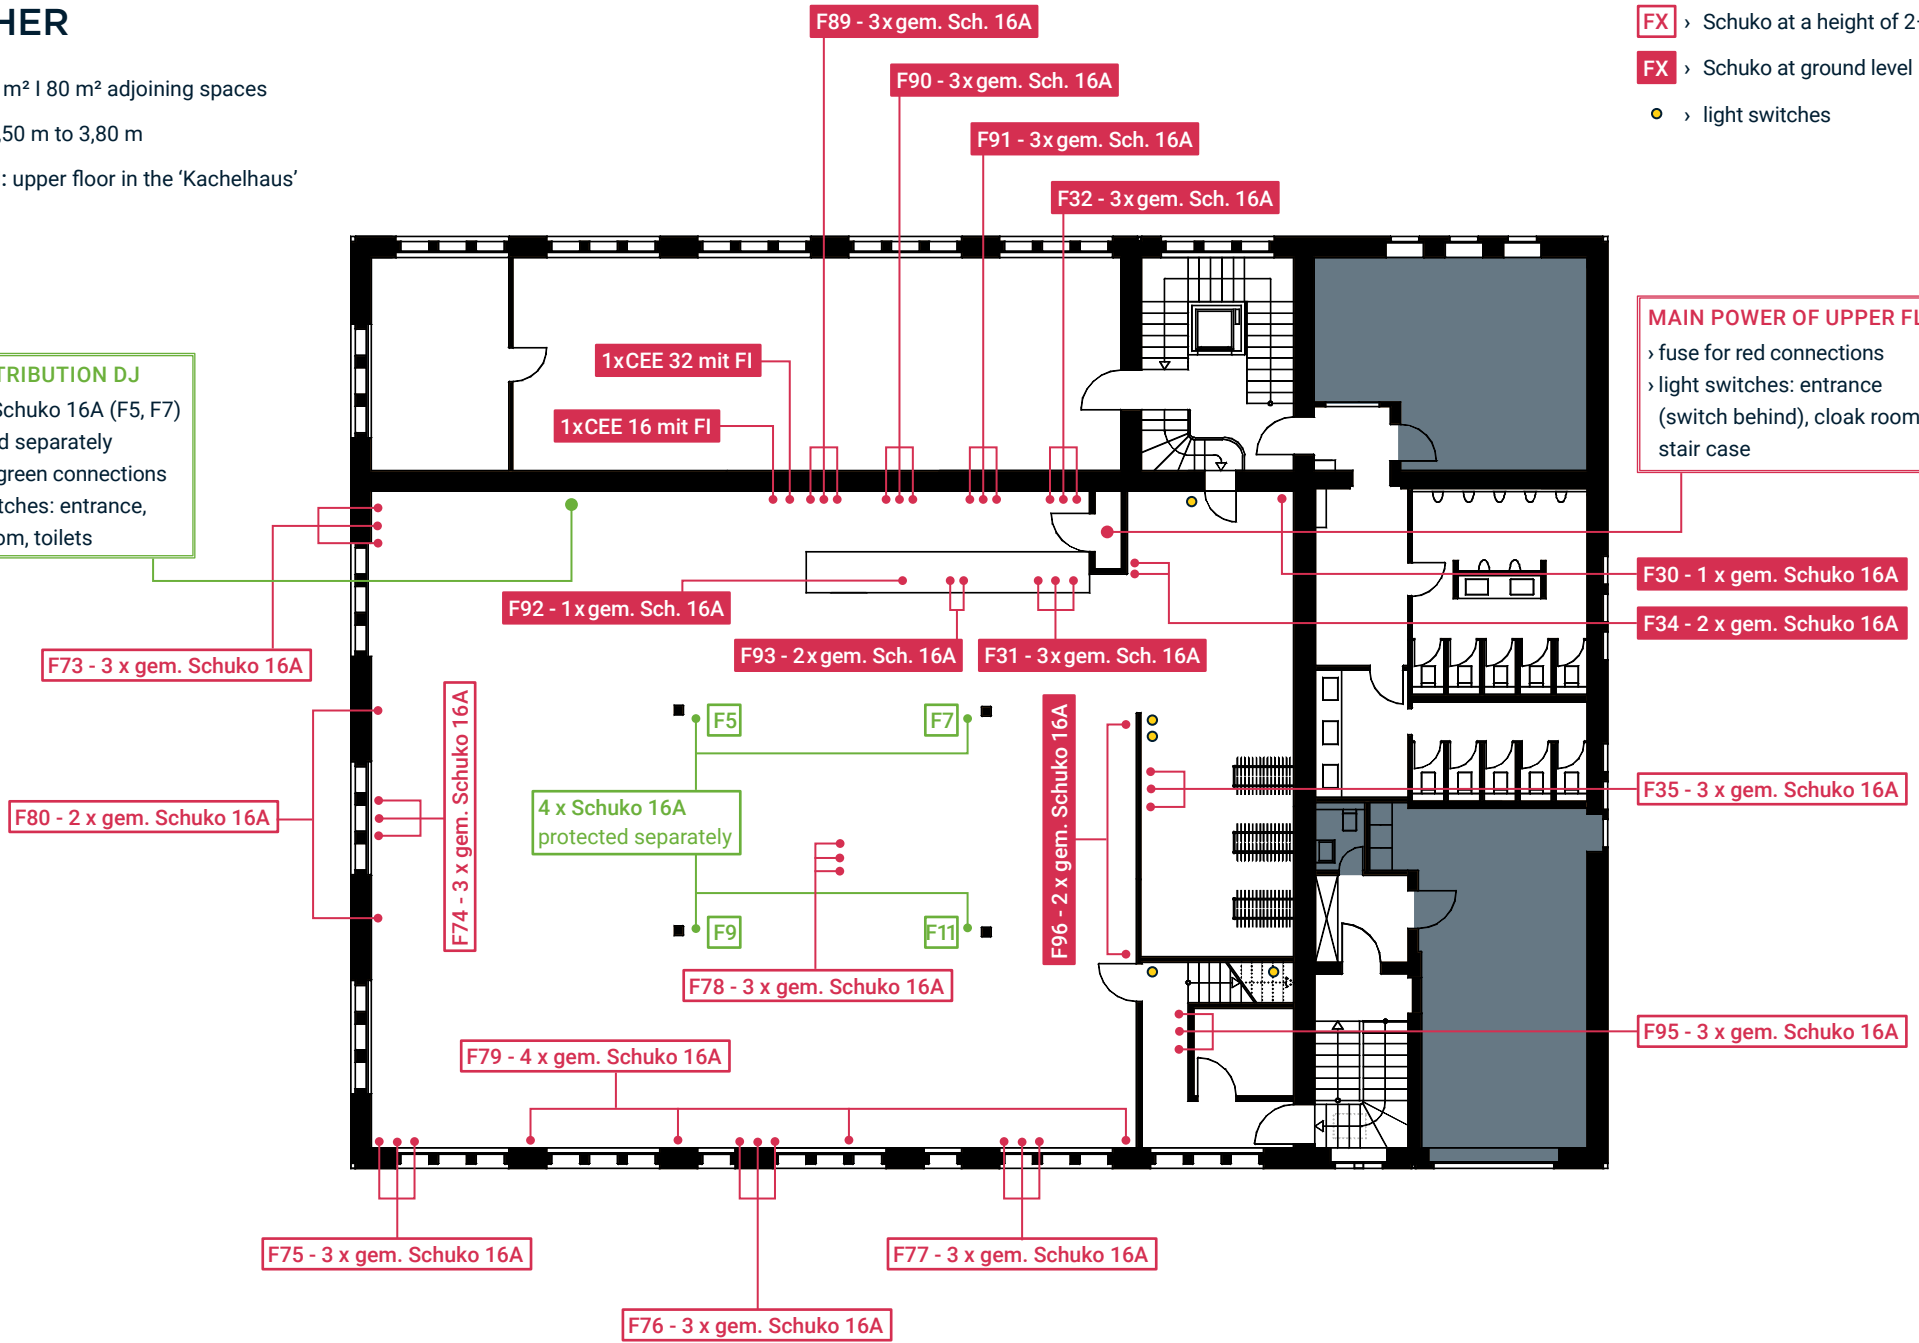 HER
m² I 80 m² adjoining spaces
,50 m to 3,80 m
: upper floor in the ‘Kachelhaus’
FX › Schuko at a height of 2
FX › Schuko at ground level
› light switches
F89 - 3x gem. Sch. 16A
F90 - 3x gem. Sch. 16A
F91 - 3x gem. Sch. 16A
F32 - 3x gem. Sch. 16A
MAIN POWER OF UPPER FL
› fuse for red connections
› light switches: entrance
(switch behind), cloak room
stair case
TRIBUTION DJ
Schuko 16A (F5, F7)
d separately
green connections
tches: entrance,
om, toilets
1xCEE 32 mit FI
1xCEE 16 mit FI
F30 - 1 x gem. Schuko 16A
F92 - 1x gem. Sch. 16A
F34 - 2 x gem. Schuko 16A
F93 - 2x gem. Sch. 16A
F31 - 3x gem. Sch. 16A
F73 - 3 x gem. Schuko 16A
F5
F7
F74 - 3 x gem. Schuko 16A
F96 - 2 x gem. Schuko 16A
F80 - 2 x gem. Schuko 16A
4 x Schuko 16A
protected separately
F35 - 3 x gem. Schuko 16A
F9
F11
F78 - 3 x gem. Schuko 16A
F95 - 3 x gem. Schuko 16A
F79 - 4 x gem. Schuko 16A
F75 - 3 x gem. Schuko 16A
F77 - 3 x gem. Schuko 16A
F76 - 3 x gem. Schuko 16A